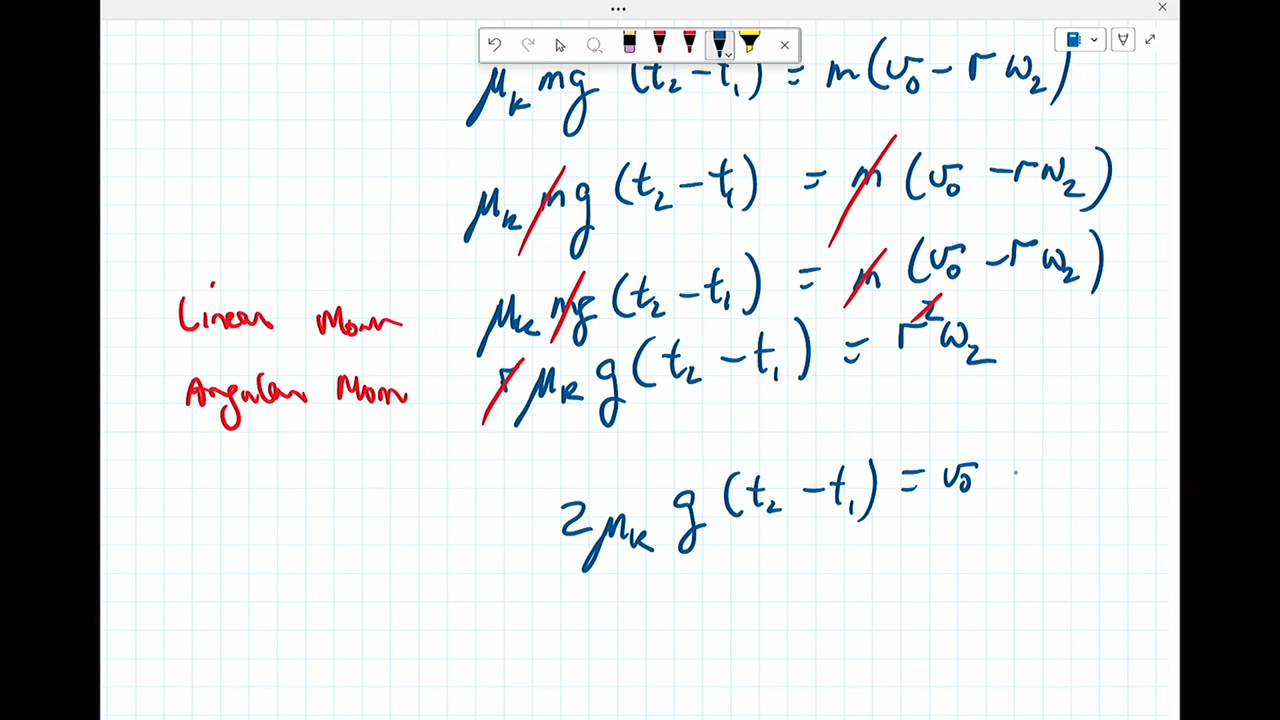 μₖ mg (t₂ − t₁) = m(v₀ − rω₂)
μₖ mg (t₂ − t₁) = m (v₀ − rω₂)
μₖ mg (t₂ − t₁) = m (v₀ − rω₂)
Linear Mom
r μₖ g (t₂ − t₁) = r² ω₂
Angular Mom
2μₖ g (t₂ − t₁) = v₀